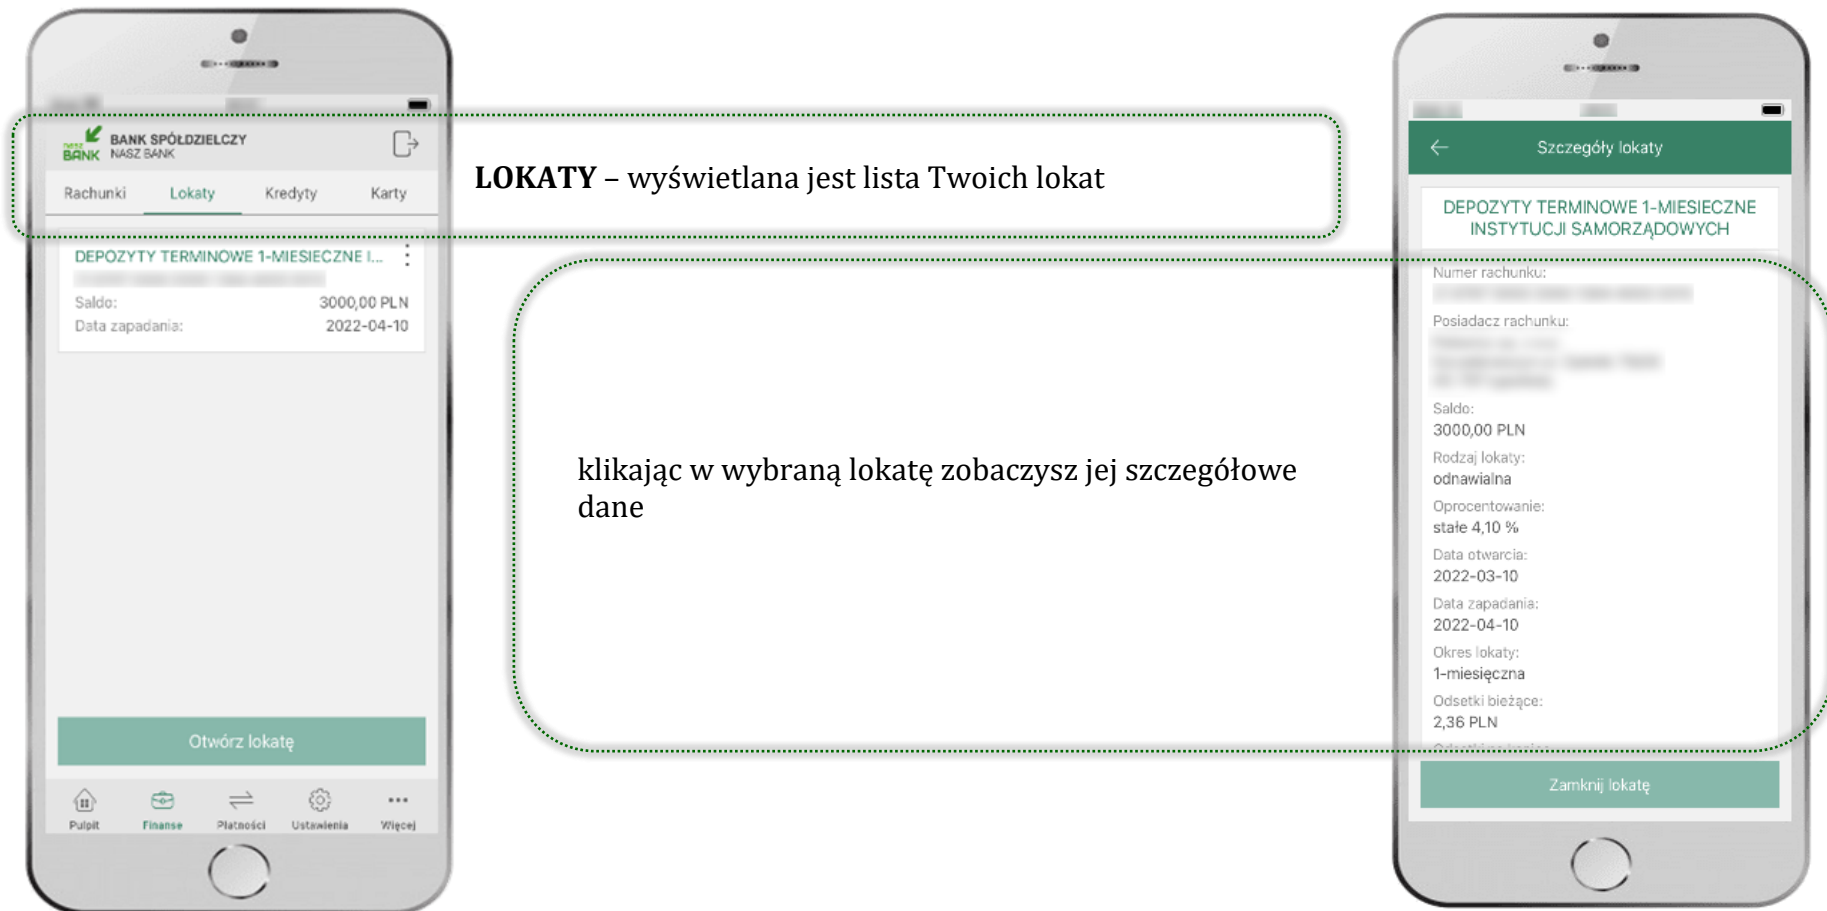 nasz
BANK
BANK SPÓŁDZIELCZY
NASZ BANK
Rachunki Lokaty Kredyty Karty
DEPOZYTY TERMINOWE 1-MIESIECZNE I...
Saldo: 3000,00 PLN
Data zapadania: 2022-04-10
Otwórz lokatę
Pulpit Finanse Płatności Ustawienia Więcej
LOKATY – wyświetlana jest lista Twoich lokat
klikając w wybraną lokatę zobaczysz jej szczegółowe
dane
Szczegóły lokaty
DEPOZYTY TERMINOWE 1-MIESIECZNE
INSTYTUCJI SAMORZĄDOWYCH
Numer rachunku:
Posiadacz rachunku:
Saldo:
3000,00 PLN
Rodzaj lokaty:
odnawialna
Oprocentowanie:
stałe 4,10 %
Data otwarcia:
2022-03-10
Data zapadania:
2022-04-10
Okres lokaty:
1-miesięczna
Odsetki bieżące:
2,36 PLN
Zamknij lokatę